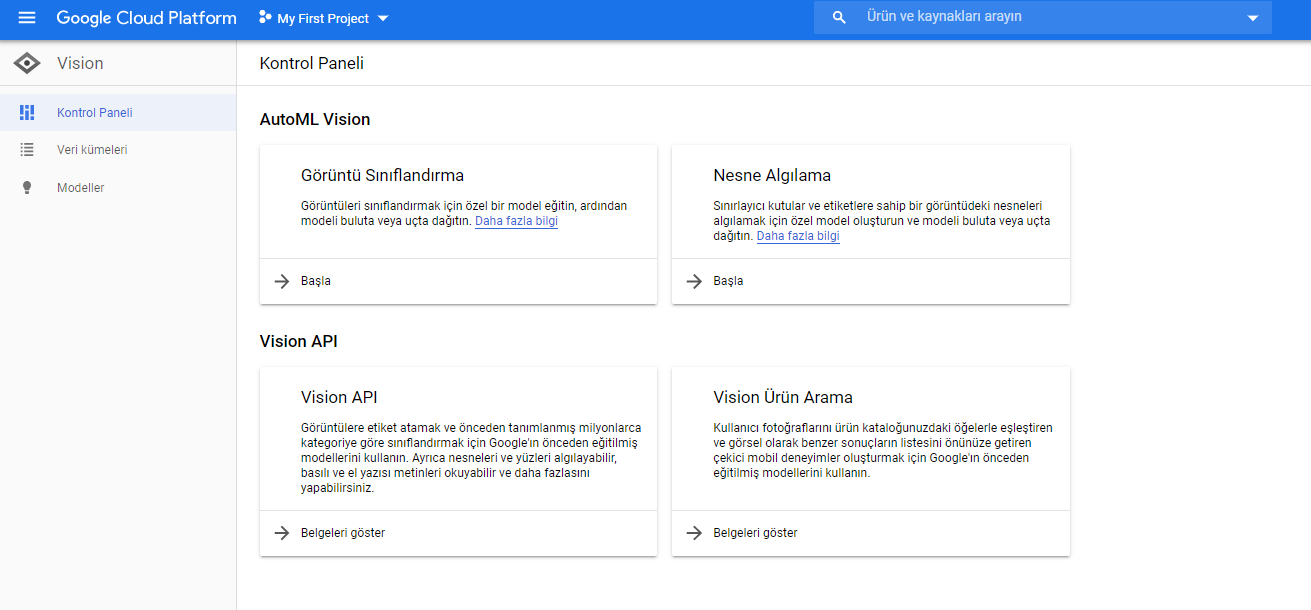 Google Cloud Platform
My First Project
Ürün ve kaynakları arayın
Vision
Kontrol Paneli
Kontrol Paneli
Veri kümeleri
Modeller
AutoML Vision
Görüntü Sınıflandırma
Görüntüleri sınıflandırmak için özel bir model eğitin, ardından
modeli buluta veya uçta dağıtın. Daha fazla bilgi
Başla
Nesne Algılama
Sınırlayıcı kutular ve etiketlere sahip bir görüntüdeki nesneleri
algılamak için özel model oluşturun ve modeli buluta veya uçta
dağıtın. Daha fazla bilgi
Başla
Vision API
Vision API
Görüntülere etiket atamak ve önceden tanımlanmış milyonlarca
kategoriye göre sınıflandırmak için Google'ın önceden eğitilmiş
modellerini kullanın. Ayrıca nesneleri ve yüzleri algılayabilir,
basılı ve el yazısı metinleri okuyabilir ve daha fazlasını
yapabilirsiniz.
Belgeleri göster
Vision Ürün Arama
Kullanıcı fotoğraflarını ürün kataloğunuzdaki öğelerle eşleştiren
ve görsel olarak benzer sonuçların listesini önünüze getiren
çekici mobil deneyimler oluşturmak için Google'ın önceden
eğitilmiş modellerini kullanın.
Belgeleri göster